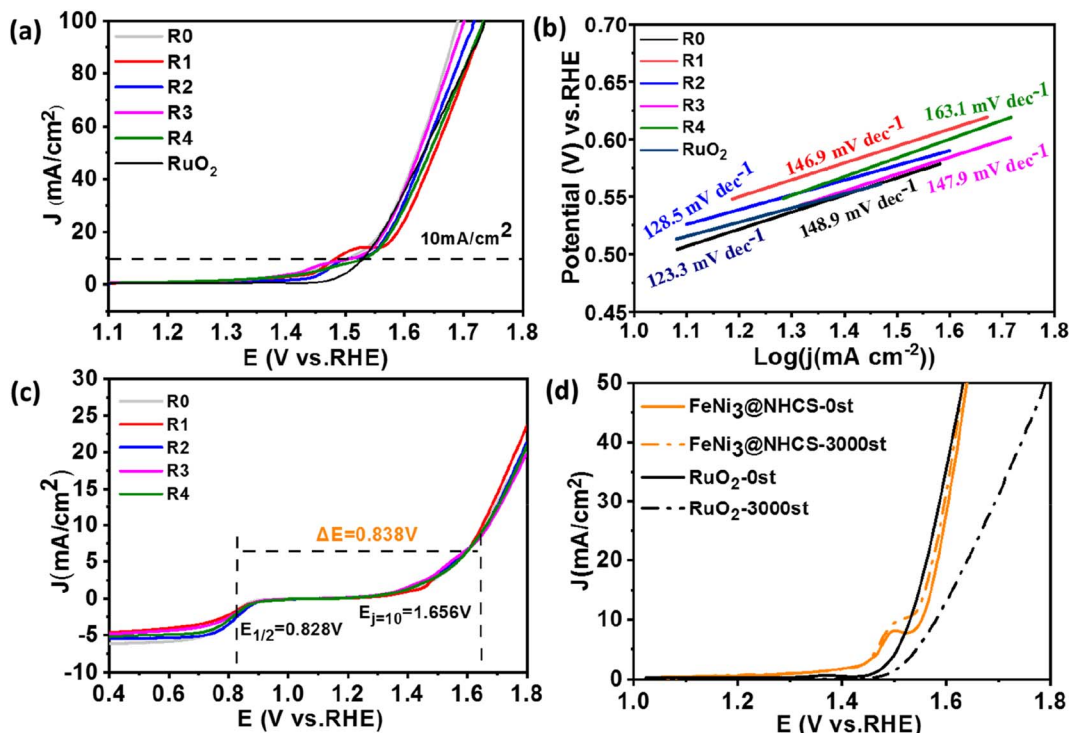 (a)
R0
R1
R2
R3
R4
RuO₂
10mA/cm²
J (mA/cm²)
100
80
60
40
20
0
1.1 1.2 1.3 1.4 1.5 1.6 1.7 1.8
E (V vs.RHE)
(b)
R0
R1
R2
R3
R4
RuO₂
163.1 mV dec⁻¹
146.9 mV dec⁻¹
128.5 mV dec⁻¹
147.9 mV dec⁻¹
148.9 mV dec⁻¹
123.3 mV dec⁻¹
Potential (V) vs.RHE
0.70
0.65
0.60
0.55
0.50
0.45
1.0 1.1 1.2 1.3 1.4 1.5 1.6 1.7 1.8
Log(j(mA cm⁻²))
(c)
R0
R1
R2
R3
R4
ΔE=0.838V
E₁/₂=0.828V
Eⱼ₌₁₀=1.656V
J(mA/cm²)
30
25
20
15
10
5
0
-5
-10
0.4 0.6 0.8 1.0 1.2 1.4 1.6 1.8
E (V vs.RHE)
(d)
FeNi₃@NHCS-0st
FeNi₃@NHCS-3000st
RuO₂-0st
RuO₂-3000st
J(mA/cm²)
50
40
30
20
10
0
1.0 1.2 1.4 1.6 1.8
E (V vs.RHE)